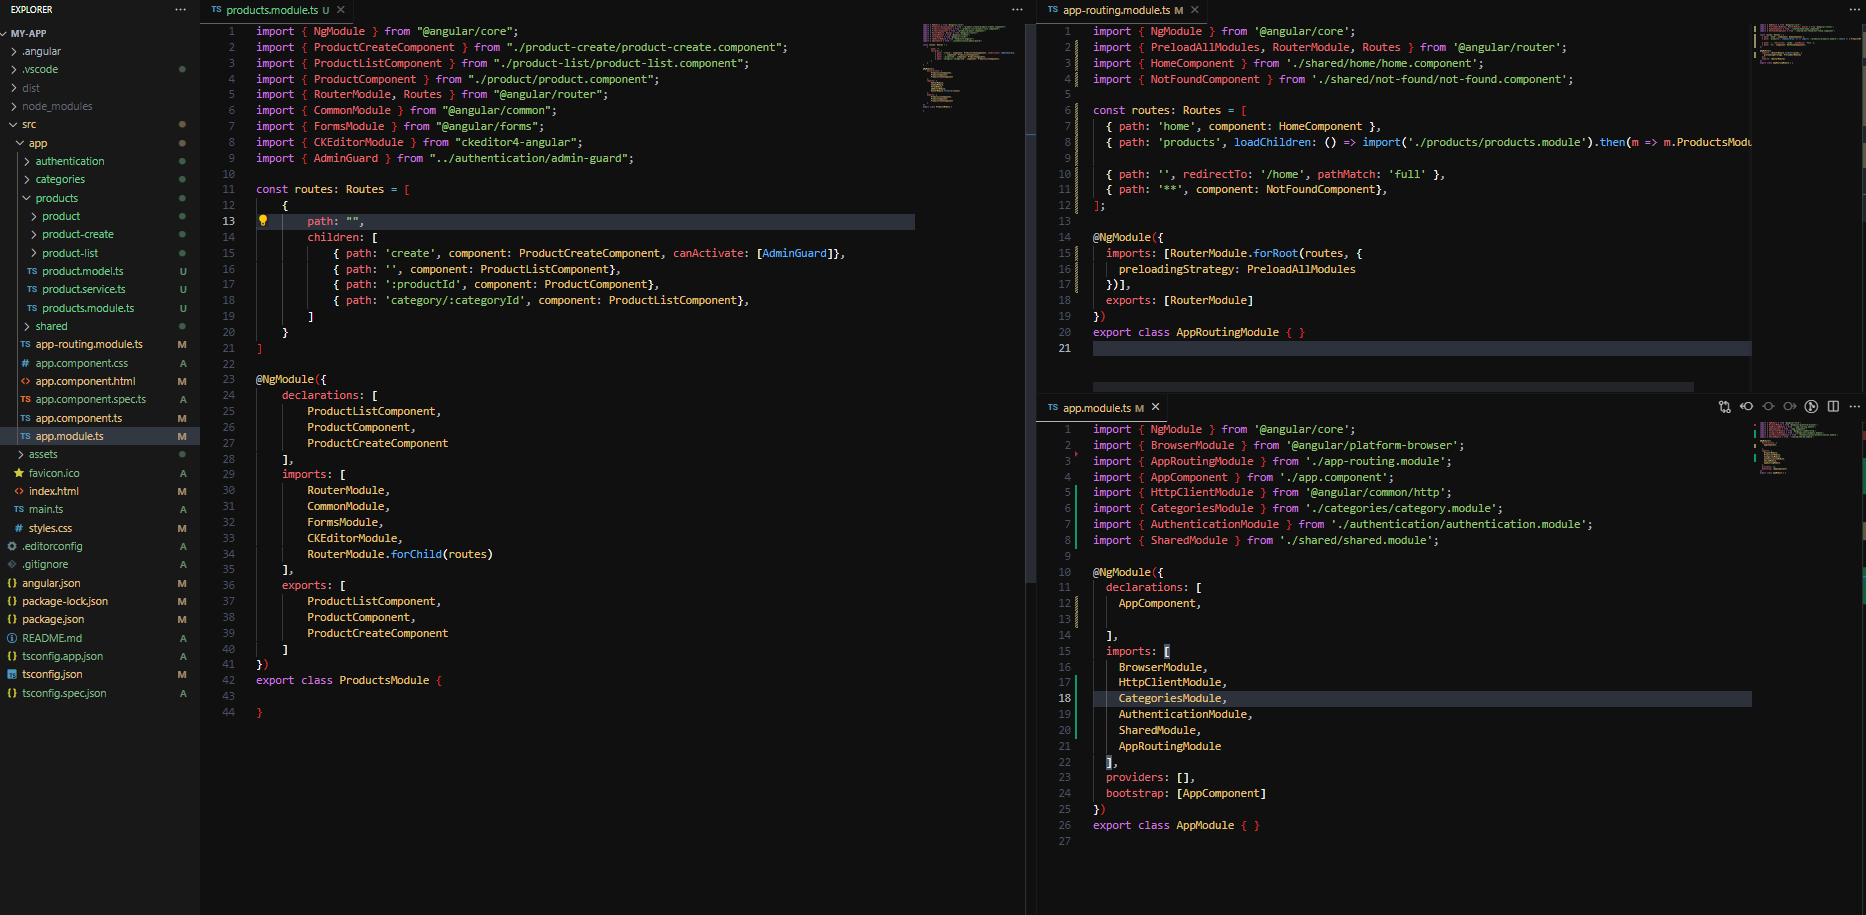 EXPLORER
MY-APP
.angular
.vscode
dist
node_modules
src
app
authentication
categories
products
product
product-create
product-list
TS product.model.ts U
TS product.service.ts U
TS products.module.ts U
shared
TS app-routing.module.ts M
# app.component.css A
<> app.component.html M
TS app.component.spec.ts A
TS app.component.ts M
TS app.module.ts M
assets
favicon.ico A
<> index.html M
TS main.ts A
# styles.css M
.editorconfig A
.gitignore A
{} angular.json M
{} package-lock.json M
{} package.json M
README.md A
{} tsconfig.app.json A
tsconfig.json M
{} tsconfig.spec.json A
TS products.module.ts U
1 import { NgModule } from "@angular/core";
2 import { ProductCreateComponent } from "./product-create/product-create.component";
3 import { ProductListComponent } from "./product-list/product-list.component";
4 import { ProductComponent } from "./product/product.component";
5 import { RouterModule, Routes } from "@angular/router";
6 import { CommonModule } from "@angular/common";
7 import { FormsModule } from "@angular/forms";
8 import { CKEditorModule } from "ckeditor4-angular";
9 import { AdminGuard } from "../authentication/admin-guard";
10
11 const routes: Routes = [
12 {
13 path: "",
14 children: [
15 { path: 'create', component: ProductCreateComponent, canActivate: [AdminGuard]},
16 { path: '', component: ProductListComponent},
17 { path: ':productId', component: ProductComponent},
18 { path: 'category/:categoryId', component: ProductListComponent},
19 ]
20 }
21 ]
22
23 @NgModule({
24 declarations: [
25 ProductListComponent,
26 ProductComponent,
27 ProductCreateComponent
28 ],
29 imports: [
30 RouterModule,
31 CommonModule,
32 FormsModule,
33 CKEditorModule,
34 RouterModule.forChild(routes)
35 ],
36 exports: [
37 ProductListComponent,
38 ProductComponent,
39 ProductCreateComponent
40 ]
41 })
42 export class ProductsModule {
43
44 }
TS app-routing.module.ts M
1 import { NgModule } from '@angular/core';
2 import { PreloadAllModules, RouterModule, Routes } from '@angular/router';
3 import { HomeComponent } from './shared/home/home.component';
4 import { NotFoundComponent } from './shared/not-found/not-found.component';
5
6 const routes: Routes = [
7 { path: 'home', component: HomeComponent },
8 { path: 'products', loadChildren: () => import('./products/products.module').then(m => m.ProductsModu
9
10 { path: '', redirectTo: '/home', pathMatch: 'full' },
11 { path: '**', component: NotFoundComponent},
12 ];
13
14 @NgModule({
15 imports: [RouterModule.forRoot(routes, {
16 preloadingStrategy: PreloadAllModules
17 })],
18 exports: [RouterModule]
19 })
20 export class AppRoutingModule { }
21
TS app.module.ts M
1 import { NgModule } from '@angular/core';
2 import { BrowserModule } from '@angular/platform-browser';
3 import { AppRoutingModule } from './app-routing.module';
4 import { AppComponent } from './app.component';
5 import { HttpClientModule } from '@angular/common/http';
6 import { CategoriesModule } from './categories/category.module';
7 import { AuthenticationModule } from './authentication/authentication.module';
8 import { SharedModule } from './shared/shared.module';
9
10 @NgModule({
11 declarations: [
12 AppComponent,
13
14 ],
15 imports: [
16 BrowserModule,
17 HttpClientModule,
18 CategoriesModule,
19 AuthenticationModule,
20 SharedModule,
21 AppRoutingModule
22 ],
23 providers: [],
24 bootstrap: [AppComponent]
25 })
26 export class AppModule { }
27